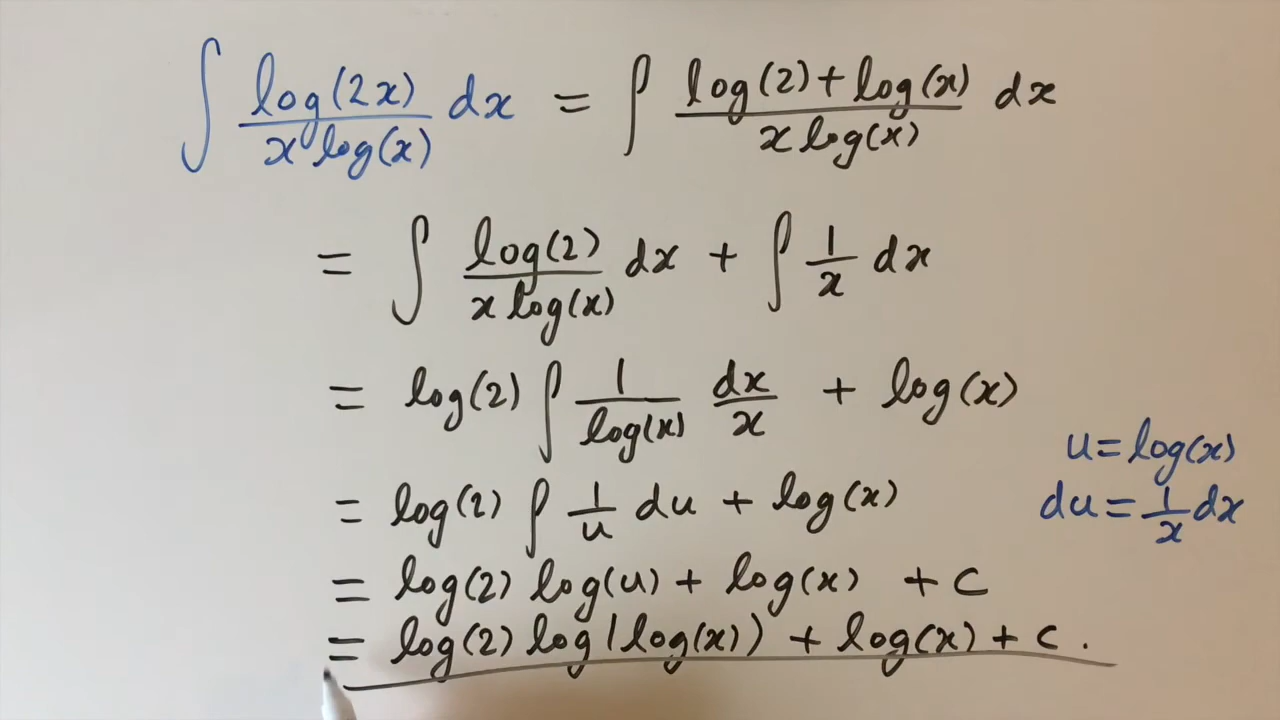 ∫ log(2x)/(x log(x)) dx = ∫ (log(2)+log(x))/(x log(x)) dx
= ∫ log(2)/(x log(x)) dx + ∫ 1/x dx
= log(2) ∫ 1/log(x) dx/x + log(x)
u = log(x)
= log(2) ∫ 1/u du + log(x)
du = 1/x dx
= log(2) log(u) + log(x) + c
= log(2) log(log(x)) + log(x) + c.